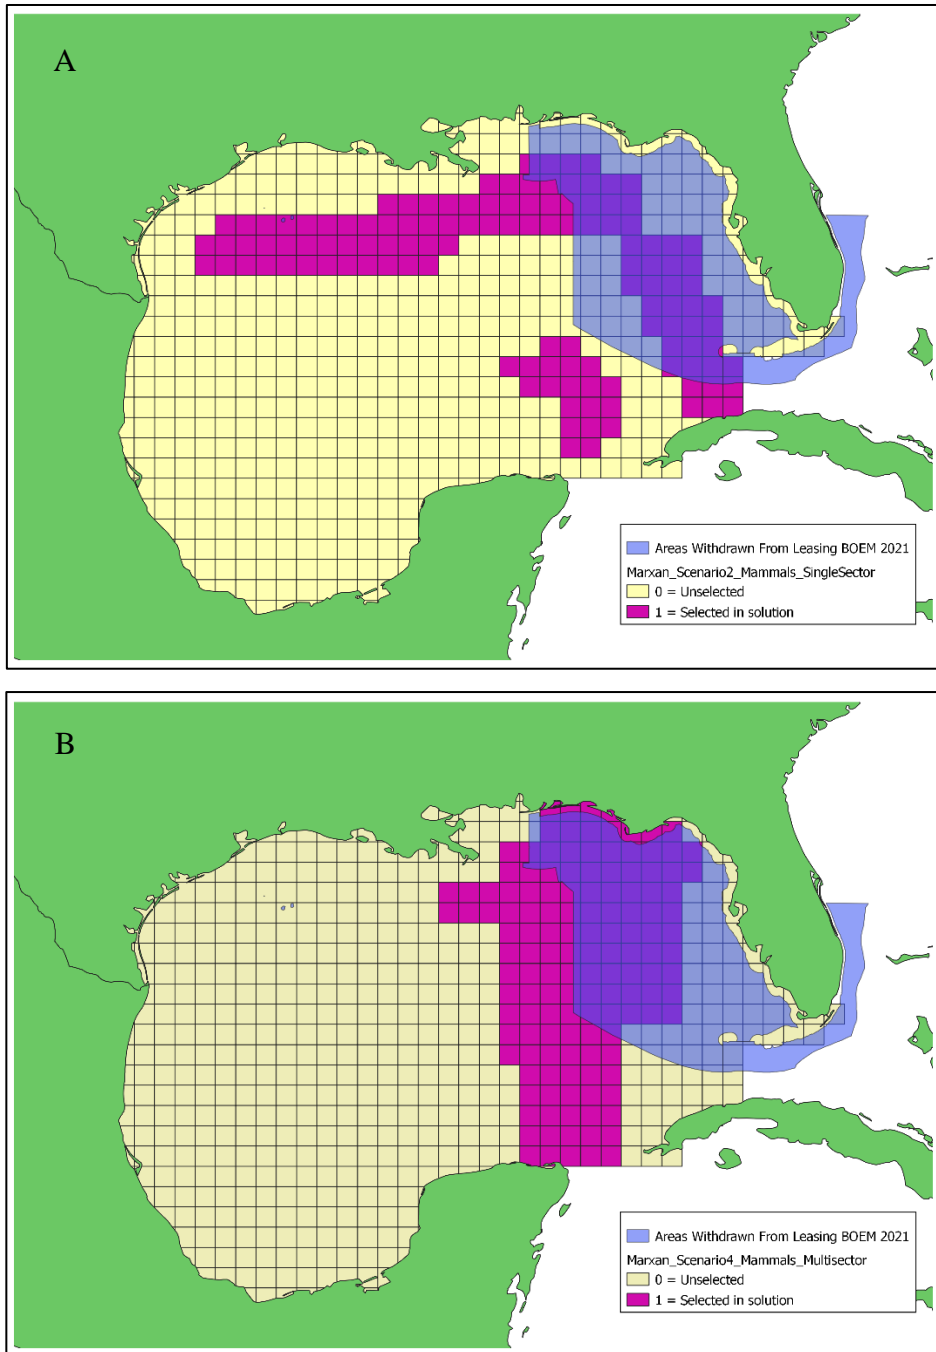 A
Areas Withdrawn From Leasing BOEM 2021
Marxan_Scenario2_Mammals_SingleSector
0 = Unselected
1 = Selected in solution
B
Areas Withdrawn From Leasing BOEM 2021
Marxan_Scenario4_Mammals_Multisector
0 = Unselected
1 = Selected in solution